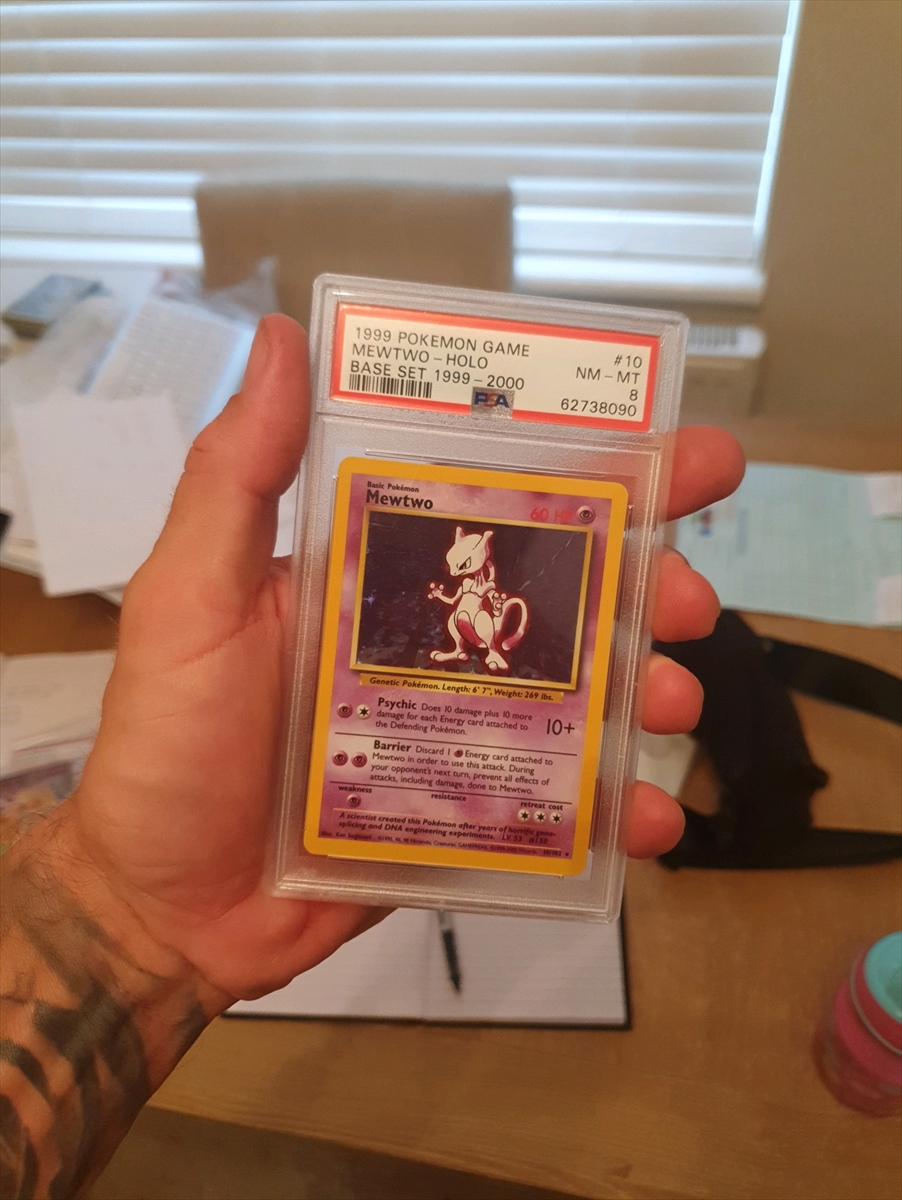 1999 POKEMON GAME
MEWTWO – HOLO
BASE SET 1999 – 2000
#10
NM – MT
8
62738090
PSA
Basic Pokémon
Mewtwo
60 HP
Genetic Pokémon. Length: 6' 7", Weight: 269 lbs.
Psychic Does 10 damage plus 10 more
damage for each Energy card attached to
the Defending Pokémon.
10+
Barrier Discard 1 Energy card attached to
Mewtwo in order to use this attack. During
your opponent's next turn, prevent all effects of
attacks, including damage, done to Mewtwo.
weakness
resistance
retreat cost
A scientist created this Pokémon after years of horrific gene-
splicing and DNA engineering experiments. LV. 53 #150